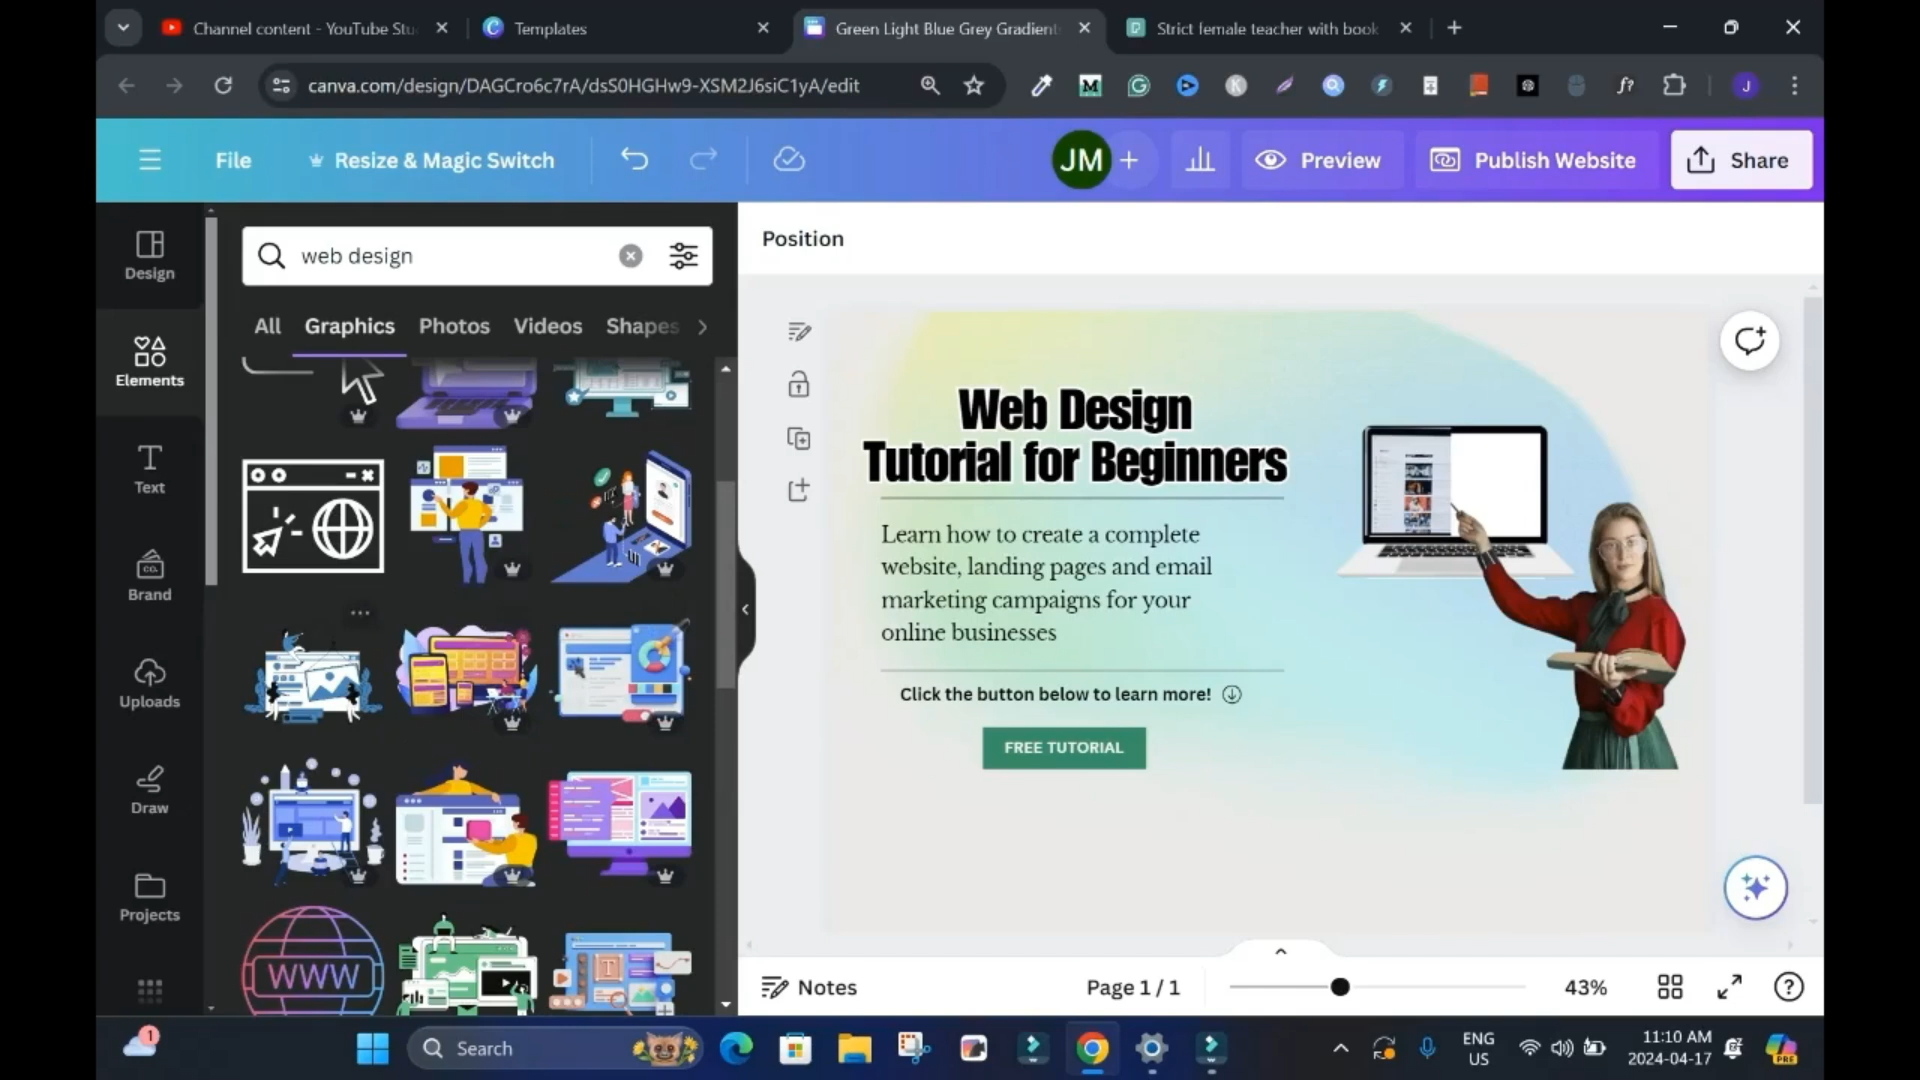 Channel content - YouTube Stu
Templates
Green Light Blue Grey Gradient
Strict female teacher with book
canva.com/design/DAGCro6c7rA/dsS0HGHw9-XSM2J6siC1yA/edit
M
K
f?
J
File
Resize & Magic Switch
JM
Preview
Publish Website
Share
Design
Elements
Text
Brand
CO.
Uploads
Draw
Projects
web design
All
Graphics
Photos
Videos
Shapes
UI
WWW
T
Position
Web Design
Tutorial for Beginners
Learn how to create a complete
website, landing pages and email
marketing campaigns for your
online businesses
Click the button below to learn more!
FREE TUTORIAL
Notes
Page 1 / 1
43%
1
Search
ENG
US
11:10 AM
2024-04-17
PRE